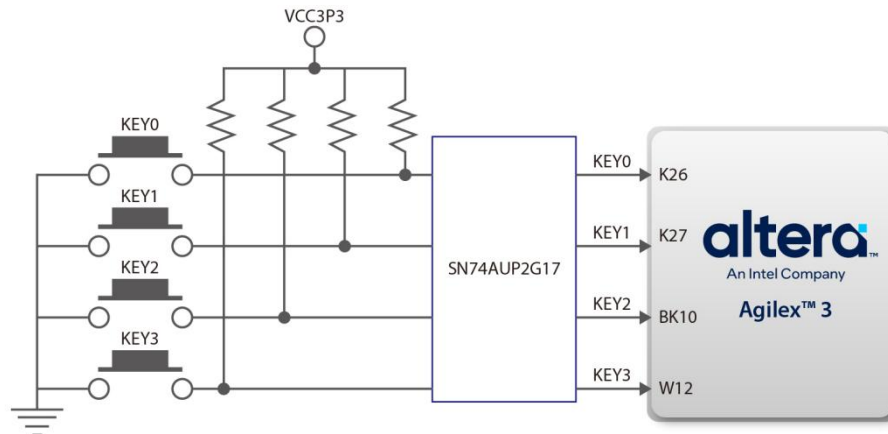 VCC3P3
KEY0
KEY1
KEY2
KEY3
SN74AUP2G17
KEY0
KEY1
KEY2
KEY3
K26
K27
BK10
W12
altera™
An Intel Company
Agilex™ 3